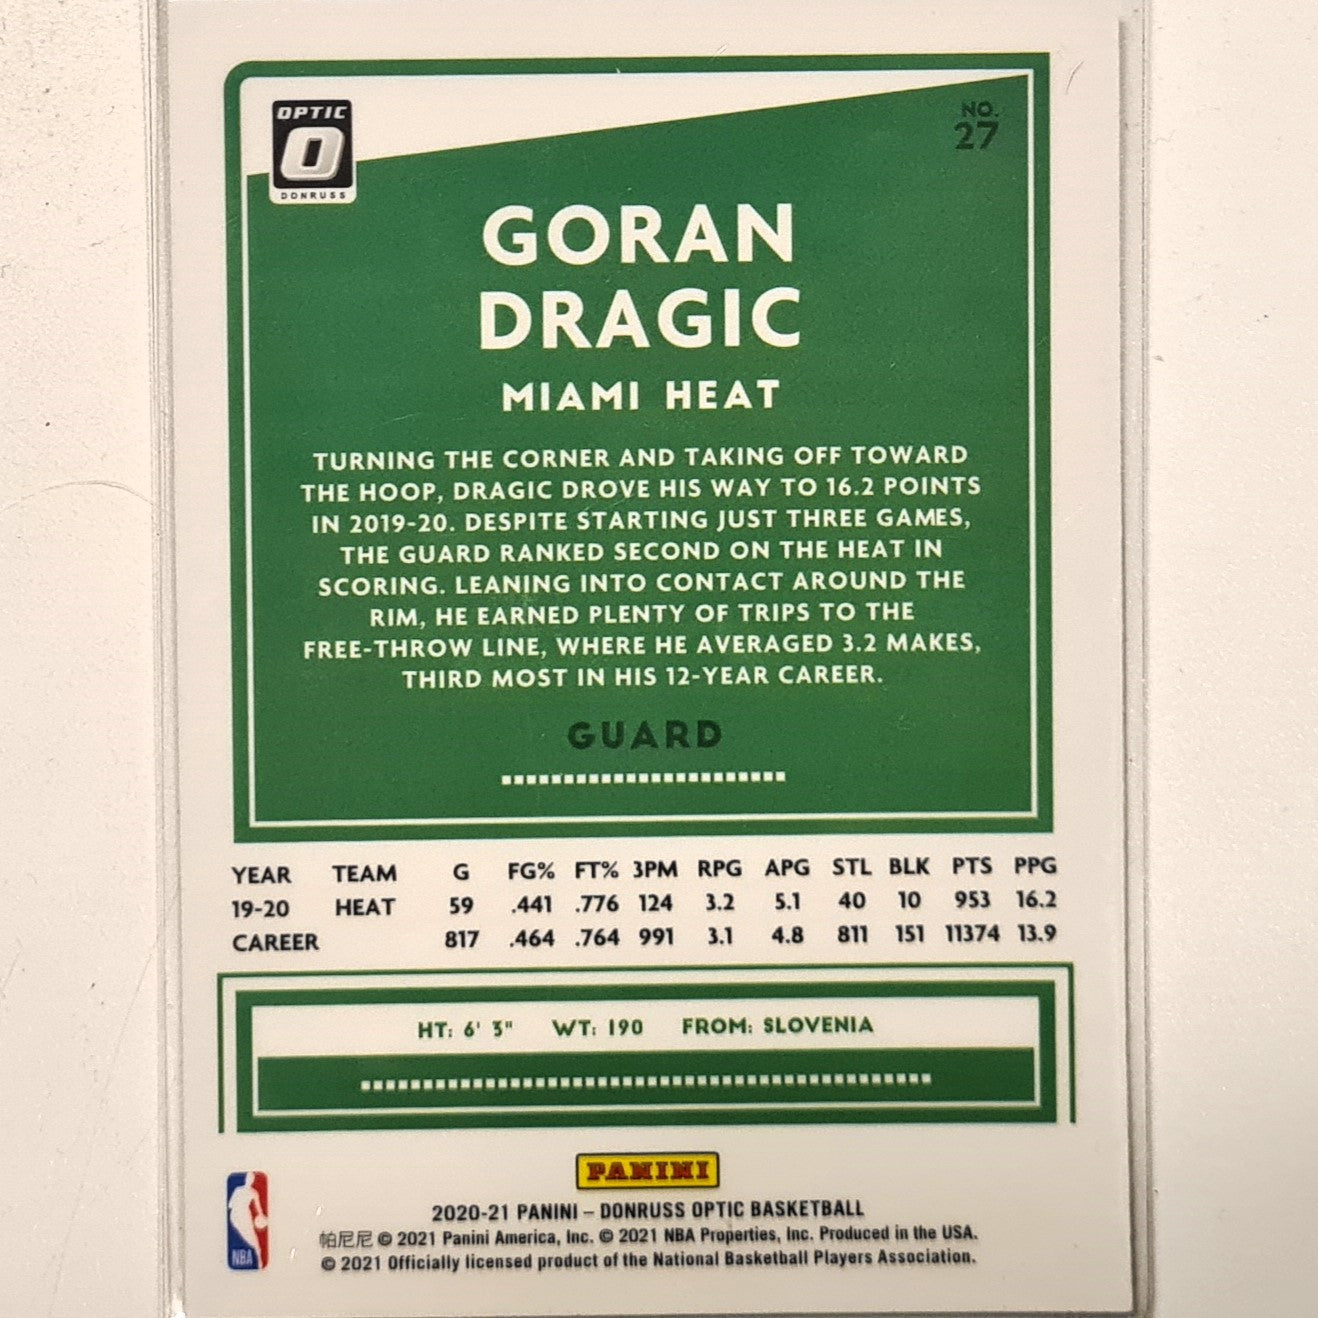 OPTIC
O
DONRUSS
NO.
27
GORAN
DRAGIC
MIAMI HEAT
TURNING THE CORNER AND TAKING OFF TOWARD
THE HOOP, DRAGIC DROVE HIS WAY TO 16.2 POINTS
IN 2019-20. DESPITE STARTING JUST THREE GAMES,
THE GUARD RANKED SECOND ON THE HEAT IN
SCORING. LEANING INTO CONTACT AROUND THE
RIM, HE EARNED PLENTY OF TRIPS TO THE
FREE-THROW LINE, WHERE HE AVERAGED 3.2 MAKES,
THIRD MOST IN HIS 12-YEAR CAREER.
GUARD
YEAR TEAM G FG% FT% 3PM RPG APG STL BLK PTS PPG
19-20 HEAT 59 .441 .776 124 3.2 5.1 40 10 953 16.2
CAREER 817 .464 .764 991 3.1 4.8 811 151 11374 13.9
HT: 6' 3" WT: 190 FROM: SLOVENIA
PANINI
NBA
2020-21 PANINI – DONRUSS OPTIC BASKETBALL
帕尼尼 © 2021 Panini America, Inc. © 2021 NBA Properties, Inc. Produced in the USA.
© 2021 Officially licensed product of the National Basketball Players Association.